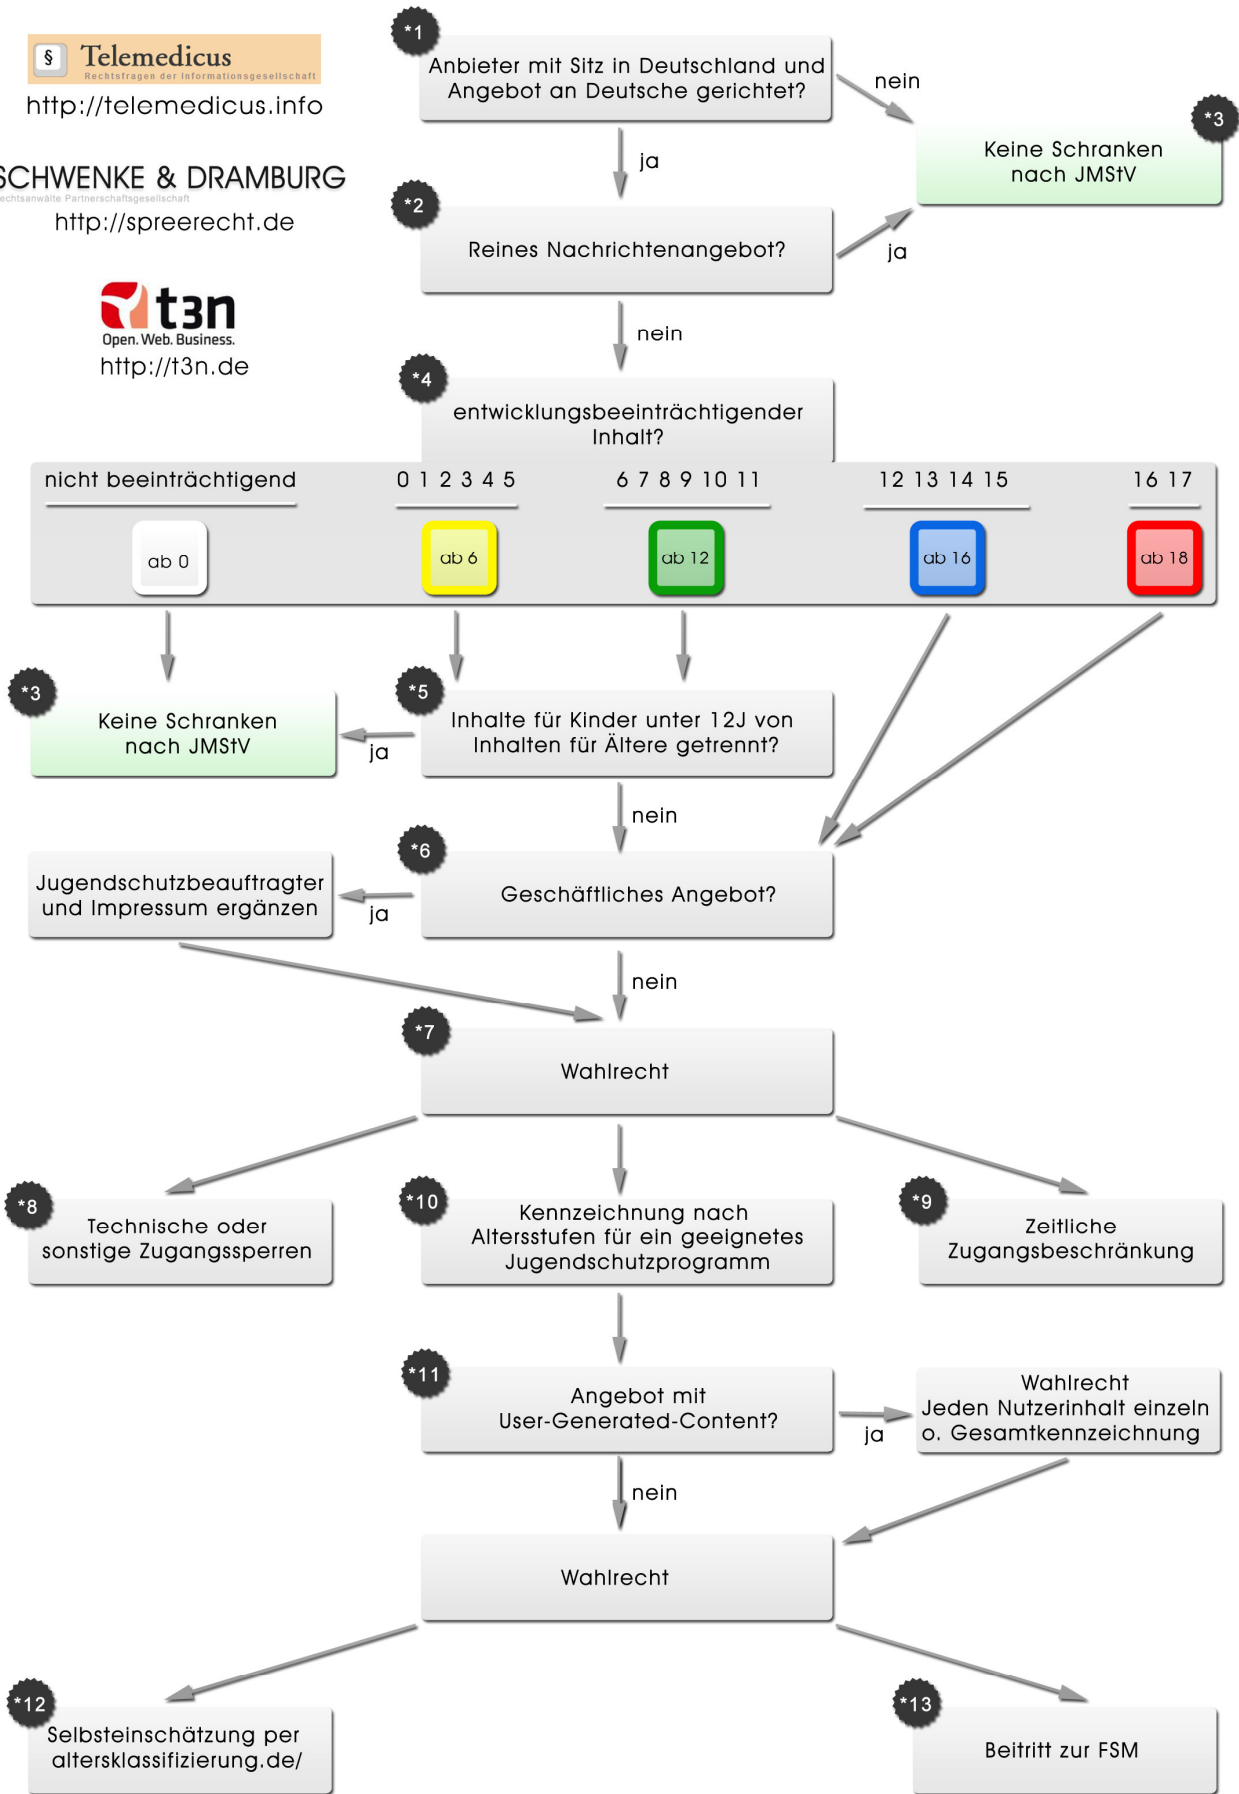 § Telemedicus
Rechtsfragen der Informationsgesellschaft
http://telemedicus.info
SCHWENKE & DRAMBURG
Rechtsanwälte Partnerschaftsgesellschaft
http://spreerecht.de
t3n
Open. Web. Business.
http://t3n.de
*1
Anbieter mit Sitz in Deutschland und
Angebot an Deutsche gerichtet?
nein
ja
*3
Keine Schranken
nach JMStV
*2
Reines Nachrichtenangebot?
ja
nein
*4
entwicklungsbeeinträchtigender
Inhalt?
nicht beeinträchtigend
0 1 2 3 4 5
6 7 8 9 10 11
12 13 14 15
16 17
ab 0
ab 6
ab 12
ab 16
ab 18
*3
Keine Schranken
nach JMStV
*5
Inhalte für Kinder unter 12J von
Inhalten für Ältere getrennt?
ja
nein
*6
Geschäftliches Angebot?
ja
Jugendschutzbeauftragter
und Impressum ergänzen
nein
*7
Wahlrecht
*8
Technische oder
sonstige Zugangssperren
*10
Kennzeichnung nach
Altersstufen für ein geeignetes
Jugendschutzprogramm
*9
Zeitliche
Zugangsbeschränkung
*11
Angebot mit
User-Generated-Content?
ja
Wahlrecht
Jeden Nutzerinhalt einzeln
o. Gesamtkennzeichnung
nein
Wahlrecht
*12
Selbsteinschätzung per
altersklassifizierung.de/
*13
Beitritt zur FSM